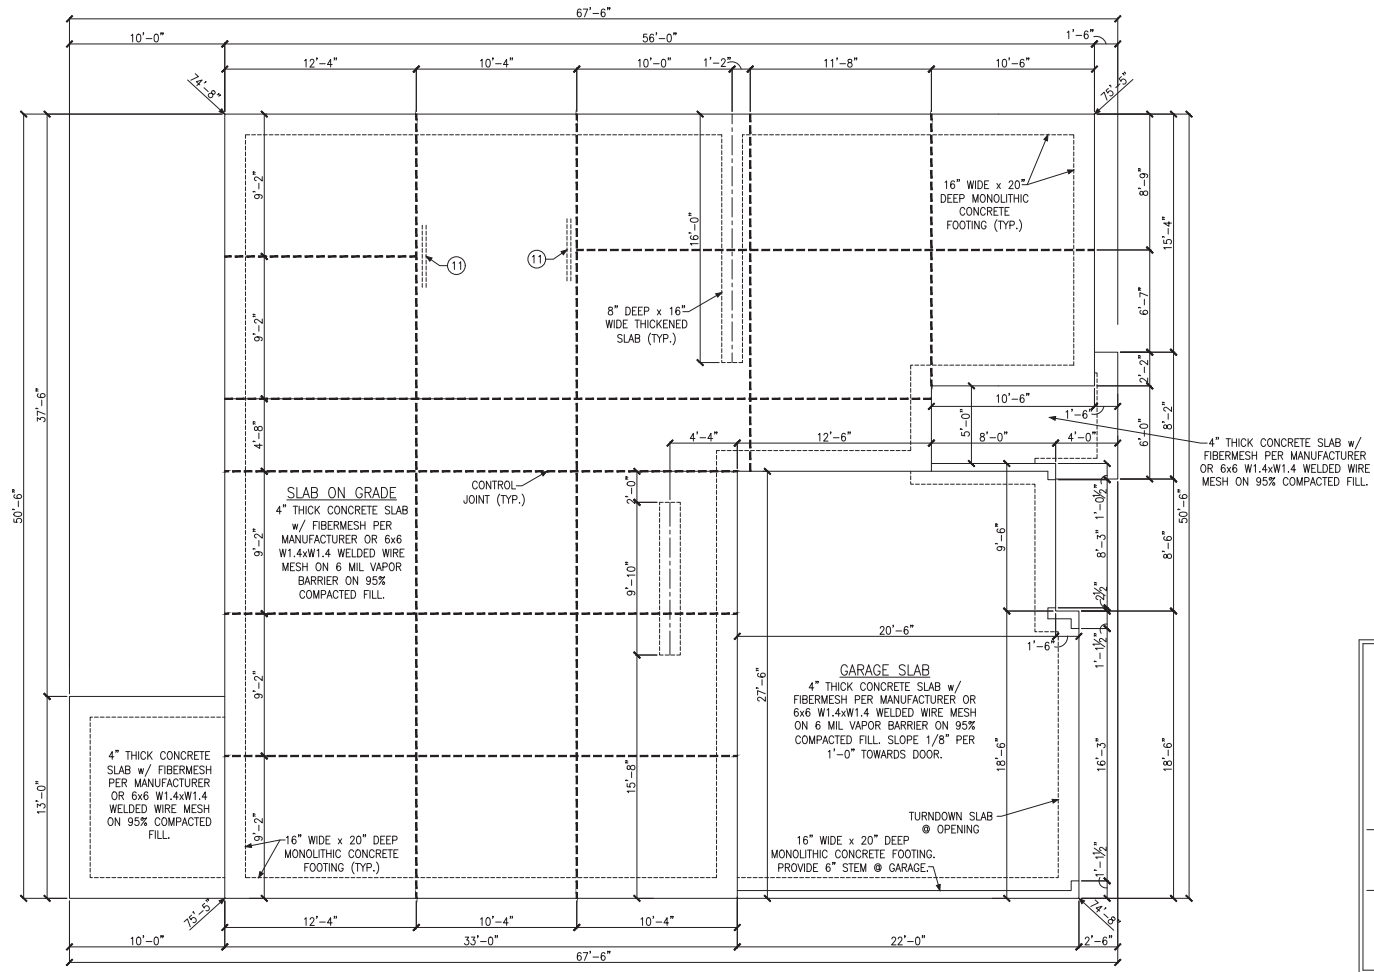 67'-6"
10'-0"
56'-0"
1'-6"
12'-4"
10'-4"
10'-0"
1'-2"
11'-8"
10'-6"
74'-8"
75'-5"
9'-2"
16'-0"
8'-9"
15'-4"
16" WIDE x 20"
DEEP MONOLITHIC
CONCRETE
FOOTING (TYP.)
11
11
8" DEEP x 16"
WIDE THICKENED
SLAB (TYP.)
9'-2"
6'-7"
37'-6"
2'-2"
10'-6"
1'-6"
5'-0"
6'-0"
8'-2"
4'-8"
4'-4"
12'-6"
8'-0"
4'-0"
4" THICK CONCRETE SLAB w/
FIBERMESH PER MANUFACTURER
OR 6x6 W1.4xW1.4 WELDED WIRE
MESH ON 95% COMPACTED FILL.
CONTROL
JOINT (TYP.)
2'-0"
50'-6"
SLAB ON GRADE
4" THICK CONCRETE SLAB
w/ FIBERMESH PER
MANUFACTURER OR 6x6
W1.4xW1.4 WELDED WIRE
MESH ON 6 MIL VAPOR
BARRIER ON 95%
COMPACTED FILL.
9'-2"
9'-10"
9'-6"
1'-0½"
8'-3"
8'-6"
50'-6"
2½"
20'-6"
1'-6"
1'-1½"
GARAGE SLAB
4" THICK CONCRETE SLAB w/
FIBERMESH PER MANUFACTURER OR
6x6 W1.4xW1.4 WELDED WIRE MESH
ON 6 MIL VAPOR BARRIER ON 95%
COMPACTED FILL. SLOPE 1/8" PER
1'-0" TOWARDS DOOR.
27'-6"
9'-2"
15'-8"
18'-6"
16'-3"
18'-6"
4" THICK CONCRETE
SLAB w/ FIBERMESH
PER MANUFACTURER
OR 6x6 W1.4xW1.4
WELDED WIRE MESH
ON 95% COMPACTED
FILL.
13'-0"
9'-2"
16" WIDE x 20" DEEP
MONOLITHIC CONCRETE
FOOTING (TYP.)
TURNDOWN SLAB
@ OPENING
16" WIDE x 20" DEEP
MONOLITHIC CONCRETE FOOTING.
PROVIDE 6" STEM @ GARAGE.
1'-1½"
75'-5"
74'-8"
12'-4"
10'-4"
10'-4"
10'-0"
33'-0"
22'-0"
2'-6"
67'-6"